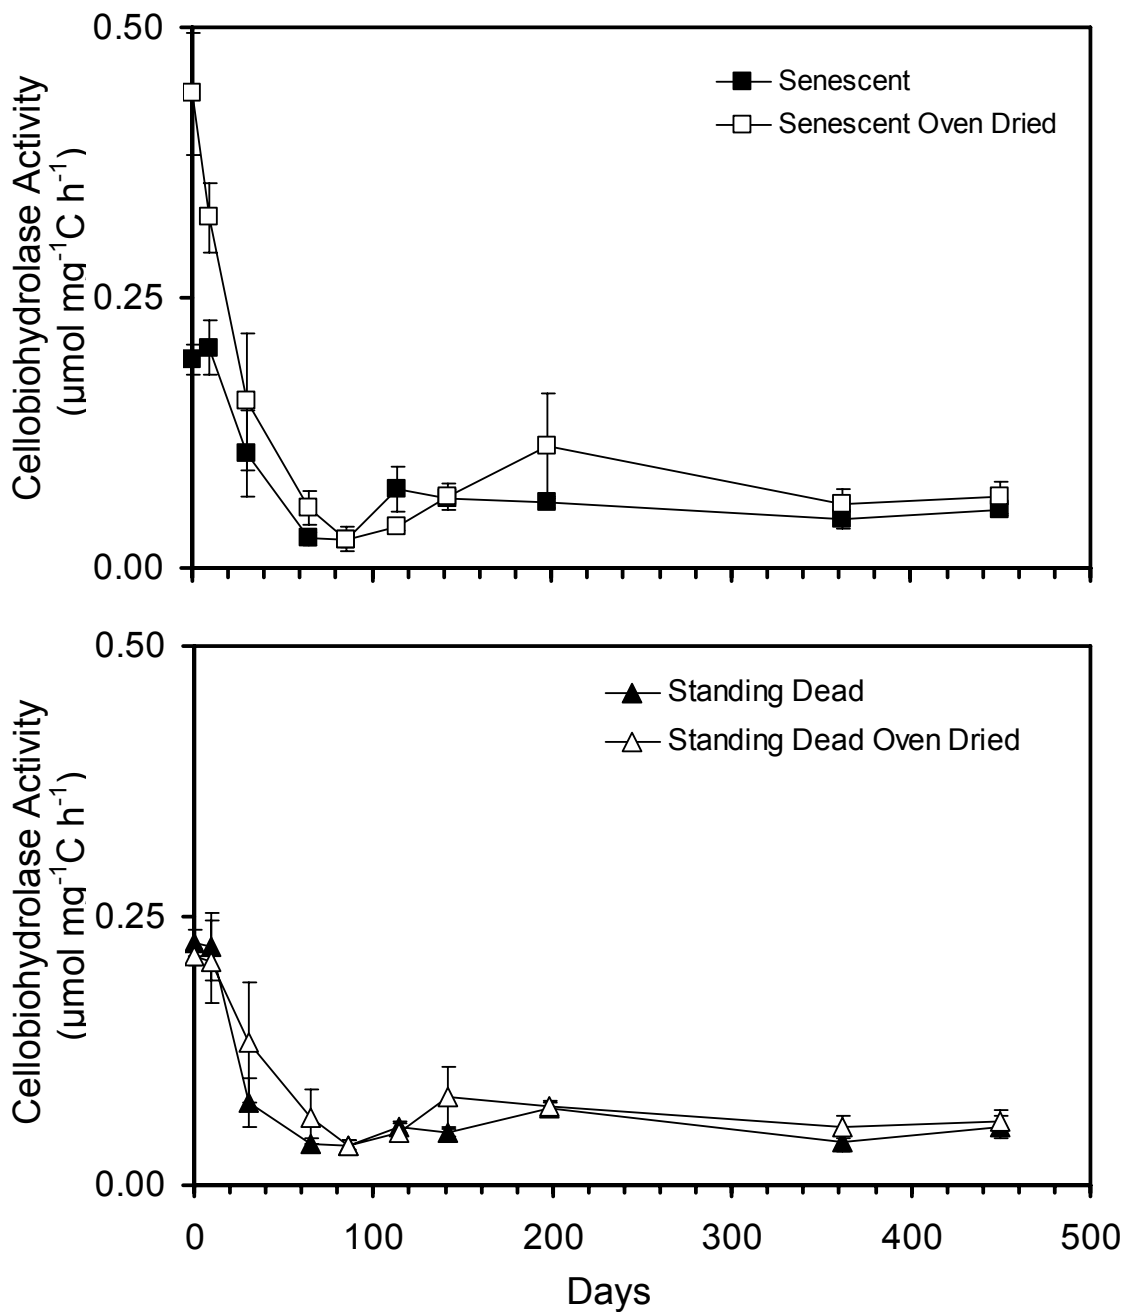 0.50
Senescent
Senescent Oven Dried
Cellobiohydrolase Activity
(µmol mg⁻¹C h⁻¹)
0.25
0.00
0.50
Standing Dead
Standing Dead Oven Dried
Cellobiohydrolase Activity
(µmol mg⁻¹C h⁻¹)
0.25
0.00
0 100 200 300 400 500
Days